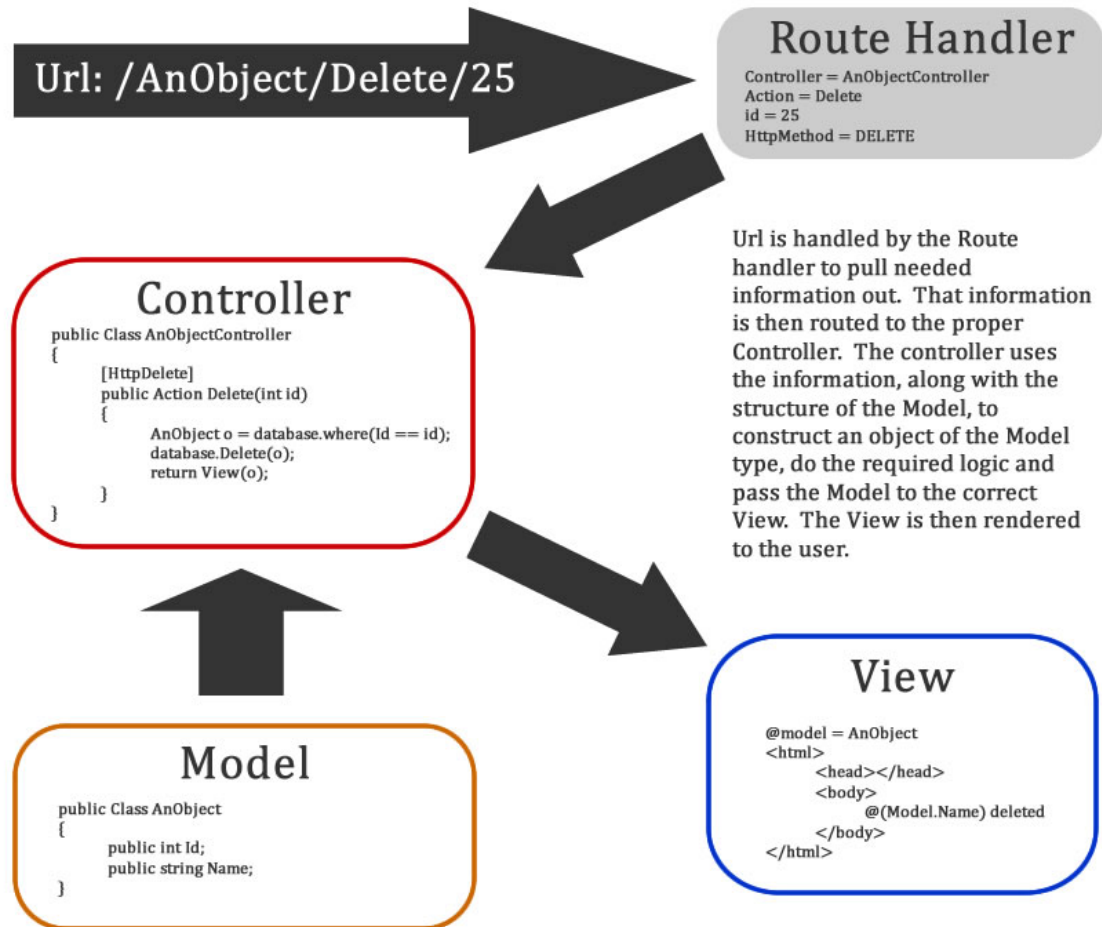 Url: /AnObject/Delete/25
Route Handler
Controller = AnObjectController
Action = Delete
id = 25
HttpMethod = DELETE
Url is handled by the Route
handler to pull needed
information out. That information
is then routed to the proper
Controller. The controller uses
the information, along with the
structure of the Model, to
construct an object of the Model
type, do the required logic and
pass the Model to the correct
View. The View is then rendered
to the user.
Controller
public Class AnObjectController
{
[HttpDelete]
public Action Delete(int id)
{
AnObject o = database.where(Id == id);
database.Delete(o);
return View(o);
}
}
Model
public Class AnObject
{
public int Id;
public string Name;
}
View
@model = AnObject
<html>
<head></head>
<body>
@(Model.Name) deleted
</body>
</html>